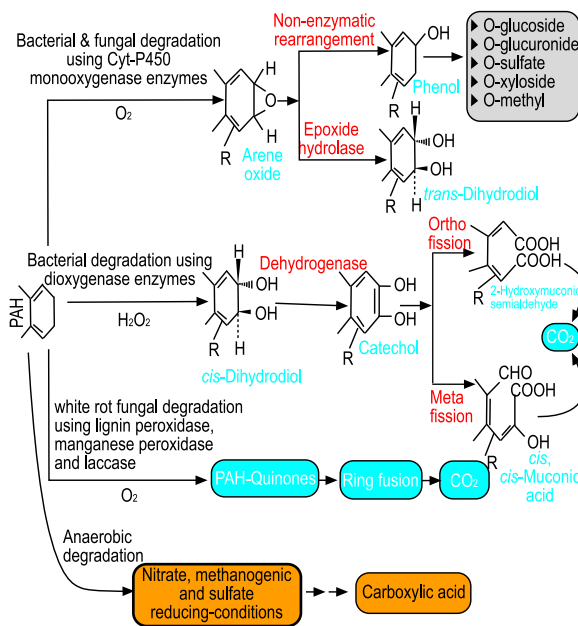 Bacterial & fungal degradation
using Cyt-P450
monooxygenase enzymes
O₂
H
O
H
R
Arene
oxide
Non-enzymatic
rearrangement
OH
R
Phenol
O-glucoside
O-glucuronide
O-sulfate
O-xyloside
O-methyl
Epoxide
hydrolase
H
OH
OH
R
H
trans-Dihydrodiol
PAH
Bacterial degradation using
dioxygenase enzymes
H₂O₂
H
OH
OH
R
H
cis-Dihydrodiol
Dehydrogenase
OH
OH
R
Catechol
Ortho
fission
COOH
COOH
R
2-Hydroxymuconic
semialdehyde
CO₂
Meta
fission
CHO
COOH
OH
R
cis,
cis-Muconic
acid
white rot fungal degradation
using lignin peroxidase,
manganese peroxidase
and laccase
O₂
PAH-Quinones
Ring fusion
CO₂
Anaerobic
degradation
Nitrate, methanogenic
and sulfate
reducing-conditions
Carboxylic acid